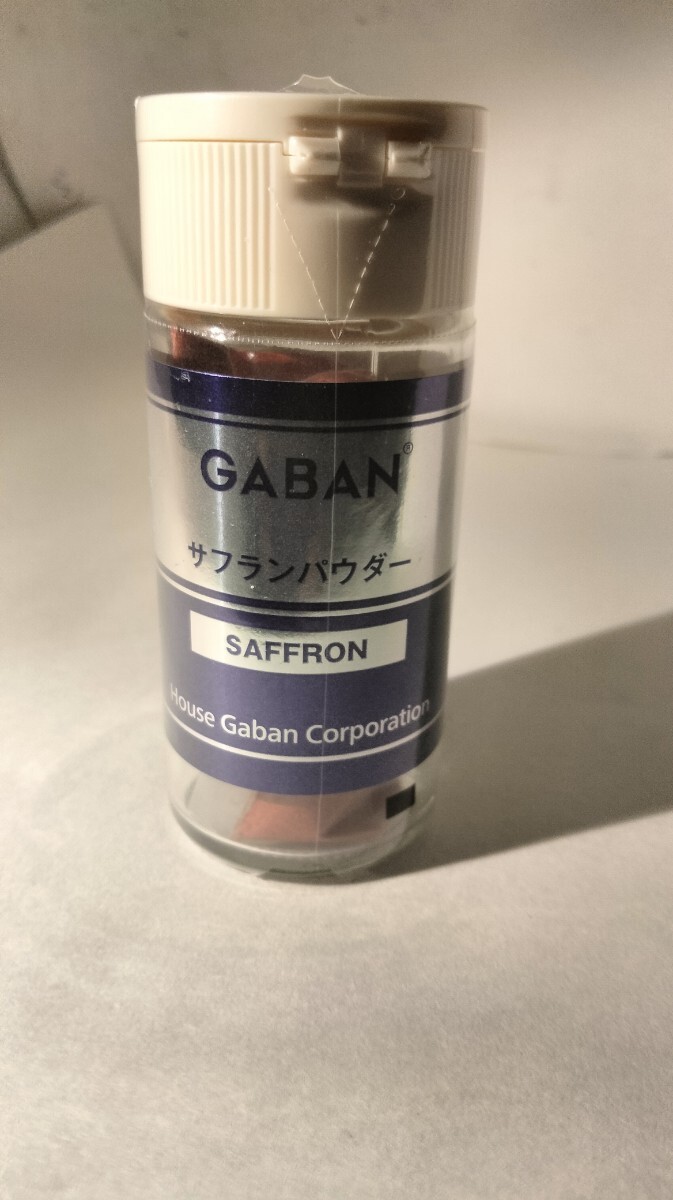 GABAN®
サフランパウダー
SAFFRON
House Gaban Corporation